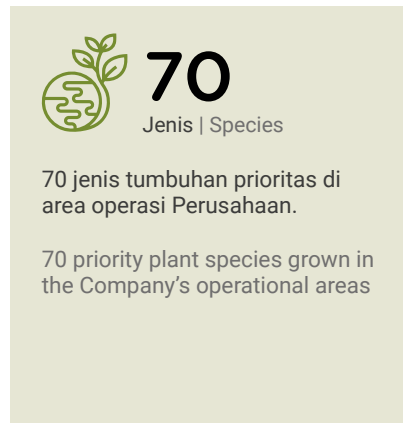 70
Jenis | Species
70 jenis tumbuhan prioritas di
area operasi Perusahaan.
70 priority plant species grown in
the Company’s operational areas